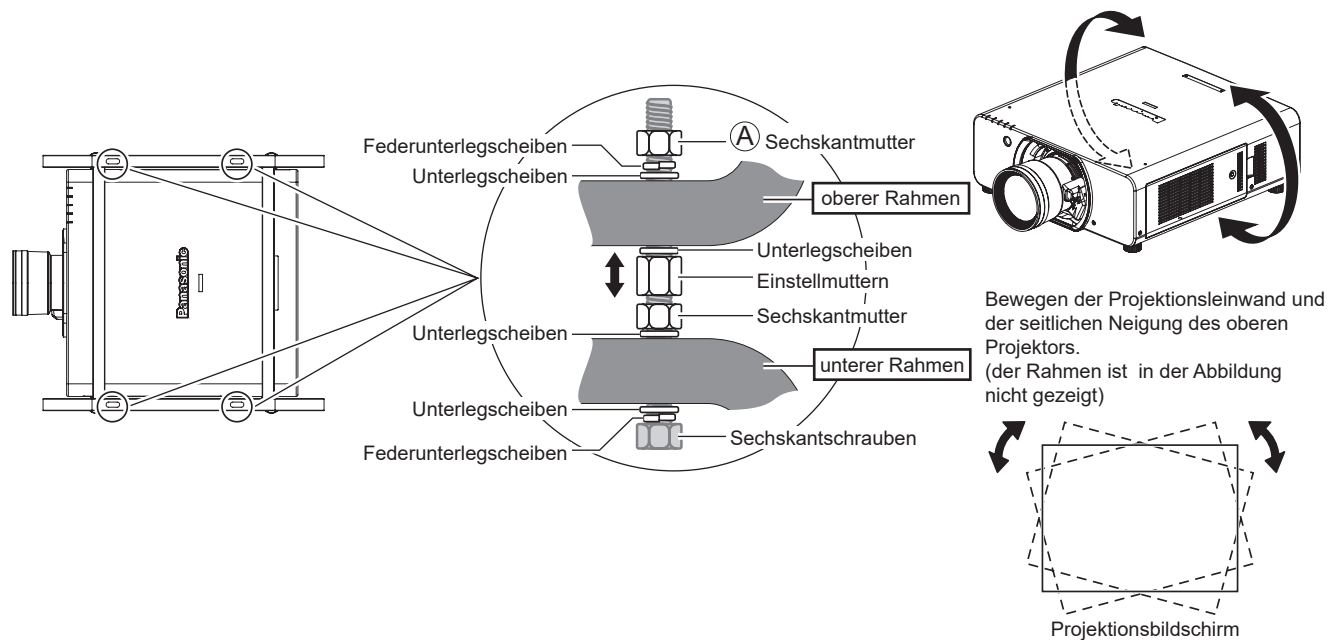 Panasonic
Federunterlegscheiben
Unterlegscheiben
A Sechskantmutter
oberer Rahmen
Unterlegscheiben
Einstellmuttern
Sechskantmutter
Unterlegscheiben
unterer Rahmen
Unterlegscheiben
Sechskantschrauben
Federunterlegscheiben
Bewegen der Projektionsleinwand und
der seitlichen Neigung des oberen
Projektors.
(der Rahmen ist in der Abbildung
nicht gezeigt)
Projektionsbildschirm